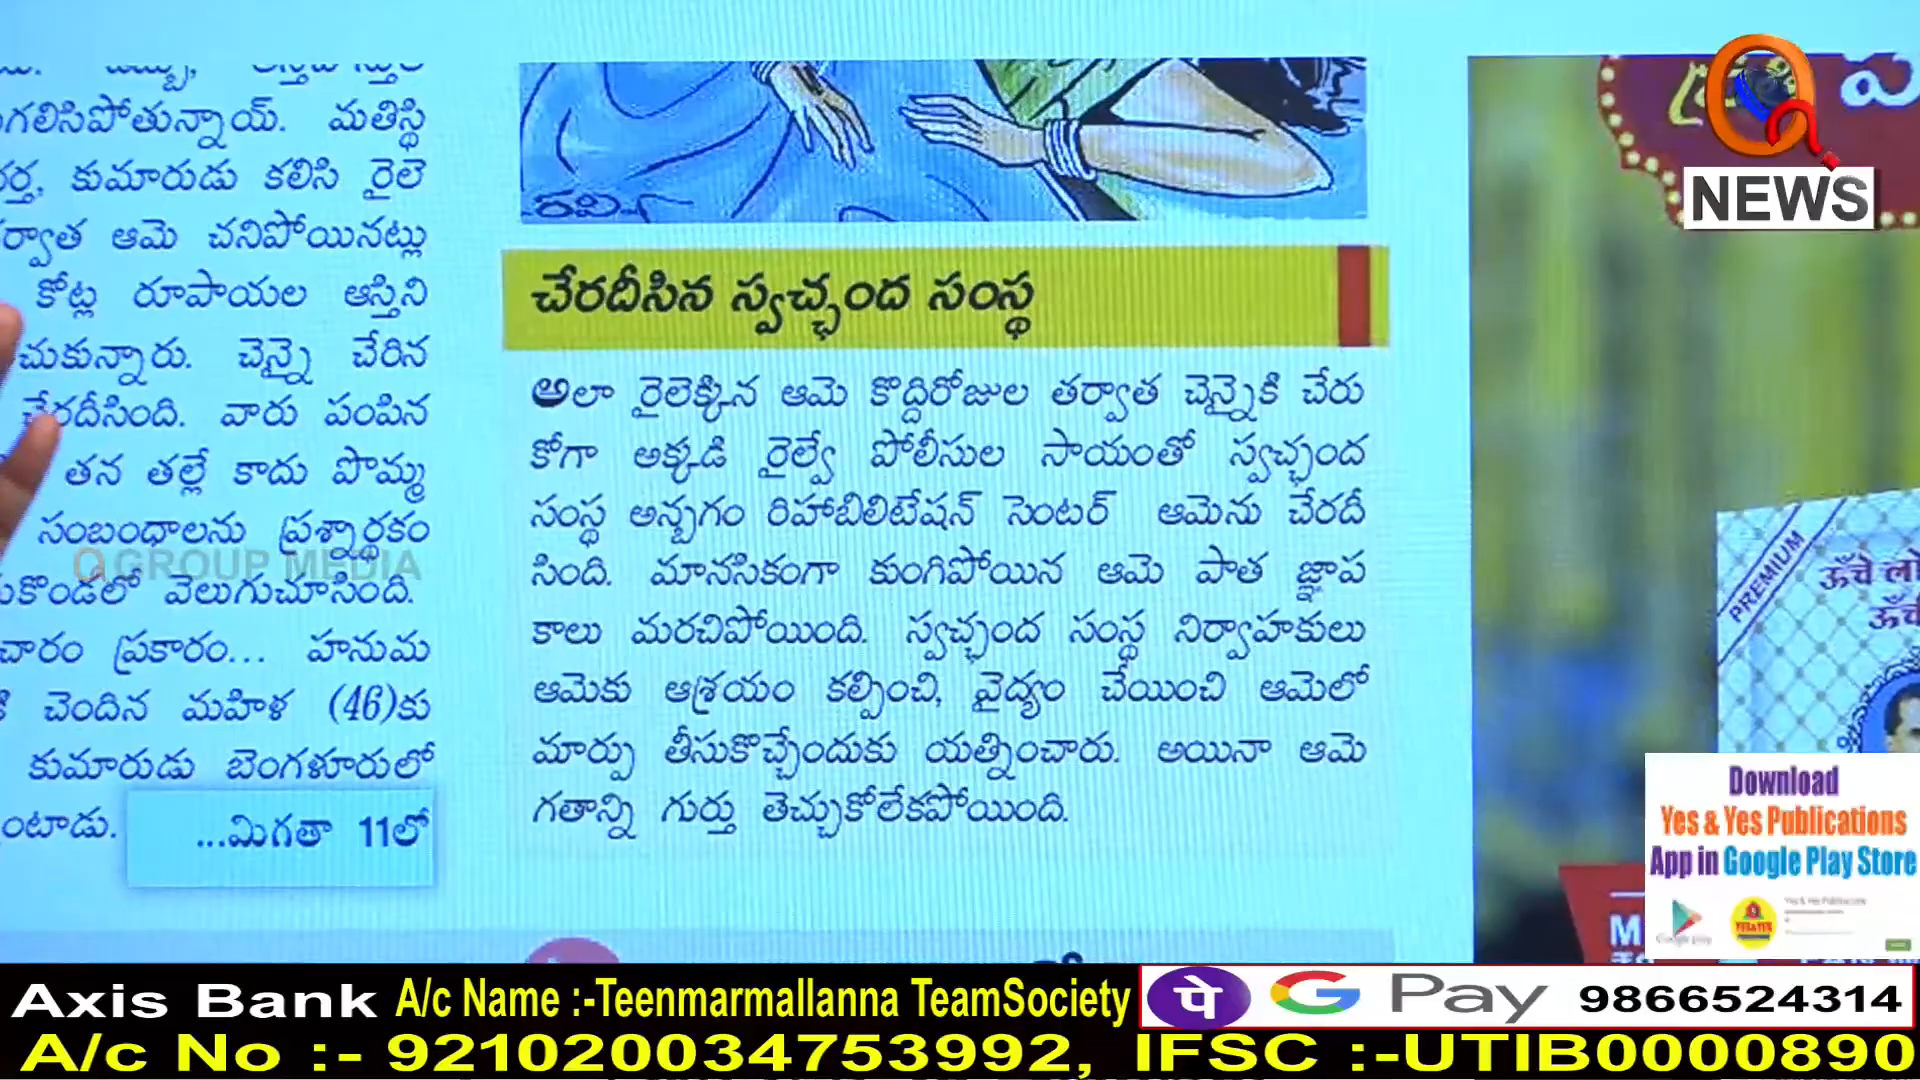 గలిసిపోతున్నాయ్. మతిస్థి
కుమారుడు కలిసి రైలె
ఆమె చనిపోయినట్లు
కోట్ల రూపాయల ఆస్తిని
చుకున్నారు. చెన్నై చేరిన
చేరదీసింది. వారు పంపిన
తన తల్లే కాదు పొమ్మ
సంబంధాలను ప్రశ్నార్థకం
వెలుగుచూసింది.
ప్రకారం... హనుమ
చెందిన మహిళ (46)కు
కుమారుడు బెంగళూరులో
...మిగతా 11లో
చేరదీసిన స్వచ్ఛంద సంస్థ
అలా రైలెక్కిన ఆమె కొద్దిరోజుల తర్వాత చెన్నైకి చేరు
కోగా అక్కడి రైల్వే పోలీసుల సాయంతో స్వచ్ఛంద
సంస్థ అన్బగం రిహాబిలిటేషన్ సెంటర్ ఆమెను చేరదీ
సింది. మానసికంగా కుంగిపోయిన ఆమె పాత జ్ఞాప
కాలు మరచిపోయింది. స్వచ్ఛంద సంస్థ నిర్వాహకులు
ఆమెకు ఆశ్రయం కల్పించి, వైద్యం చేయించి ఆమెలో
మార్పు తీసుకొచ్చేందుకు యత్నించారు. అయినా ఆమె
గతాన్ని గుర్తు తెచ్చుకోలేకపోయింది.
Q GROUP MEDIA
NEWS
PREMIUM
Download
Yes & Yes Publications
App in Google Play Store
Axis Bank A/c Name :-Teenmarmallanna TeamSociety
पे G Pay 9866524314
A/c No :- 921020034753992, IFSC :-UTIB0000890